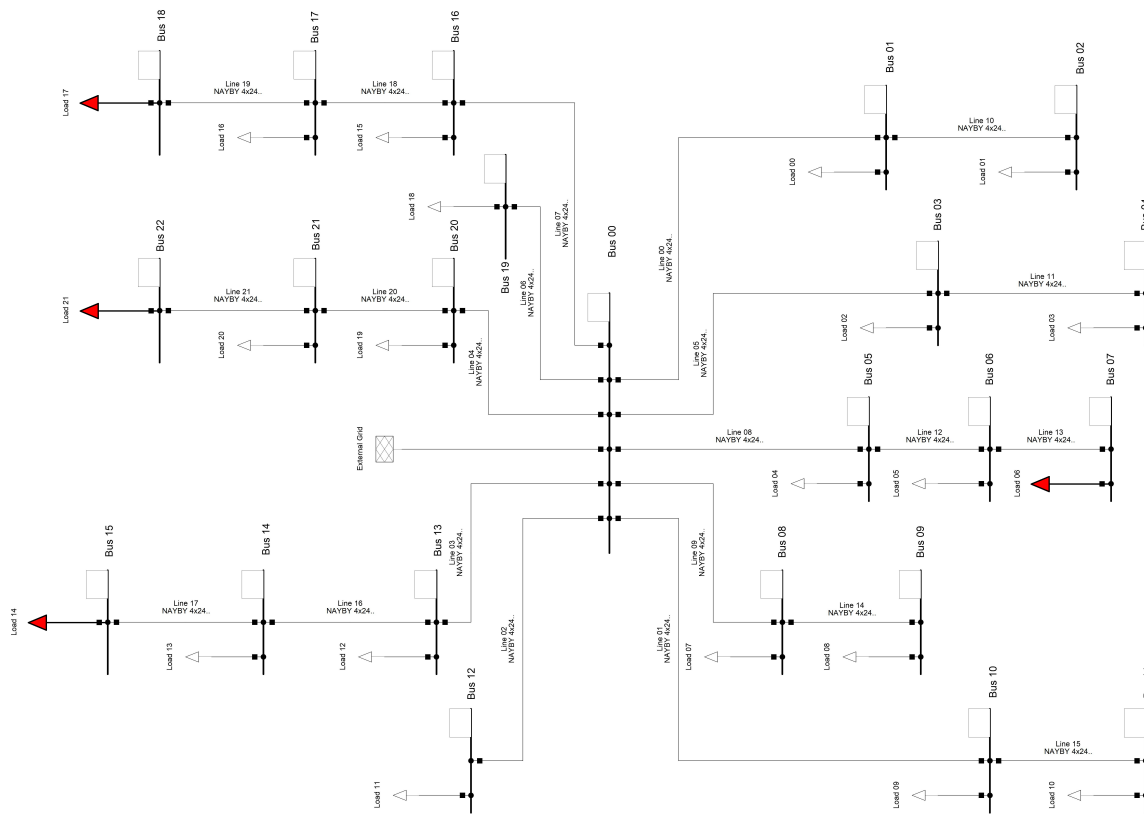 Bus 18
Bus 17
Bus 16
Load 17
Line 19
NAYBY 4x24..
Line 18
NAYBY 4x24..
Load 16
Load 15
Bus 01
Bus 02
Line 10
NAYBY 4x24..
Load 00
Load 01
Load 18
Bus 19
Line 07
NAYBY 4x24..
Line 06
NAYBY 4x24..
Bus 00
Line 00
NAYBY 4x24..
Bus 22
Bus 21
Bus 20
Load 21
Line 21
NAYBY 4x24..
Line 20
NAYBY 4x24..
Load 20
Load 19
Line 04
NAYBY 4x24..
Line 05
NAYBY 4x24..
Bus 03
Line 11
NAYBY 4x24..
Load 02
Load 03
Bus 04
External Grid
Line 08
NAYBY 4x24..
Bus 05
Line 12
NAYBY 4x24..
Bus 06
Line 13
NAYBY 4x24..
Bus 07
Load 04
Load 05
Load 06
Bus 15
Bus 14
Bus 13
Load 14
Line 17
NAYBY 4x24..
Line 16
NAYBY 4x24..
Load 13
Load 12
Line 03
NAYBY 4x24..
Line 02
NAYBY 4x24..
Line 09
NAYBY 4x24..
Line 01
NAYBY 4x24..
Bus 08
Bus 09
Line 14
NAYBY 4x24..
Load 07
Load 08
Bus 12
Load 11
Bus 10
Line 15
NAYBY 4x24..
Load 09
Load 10